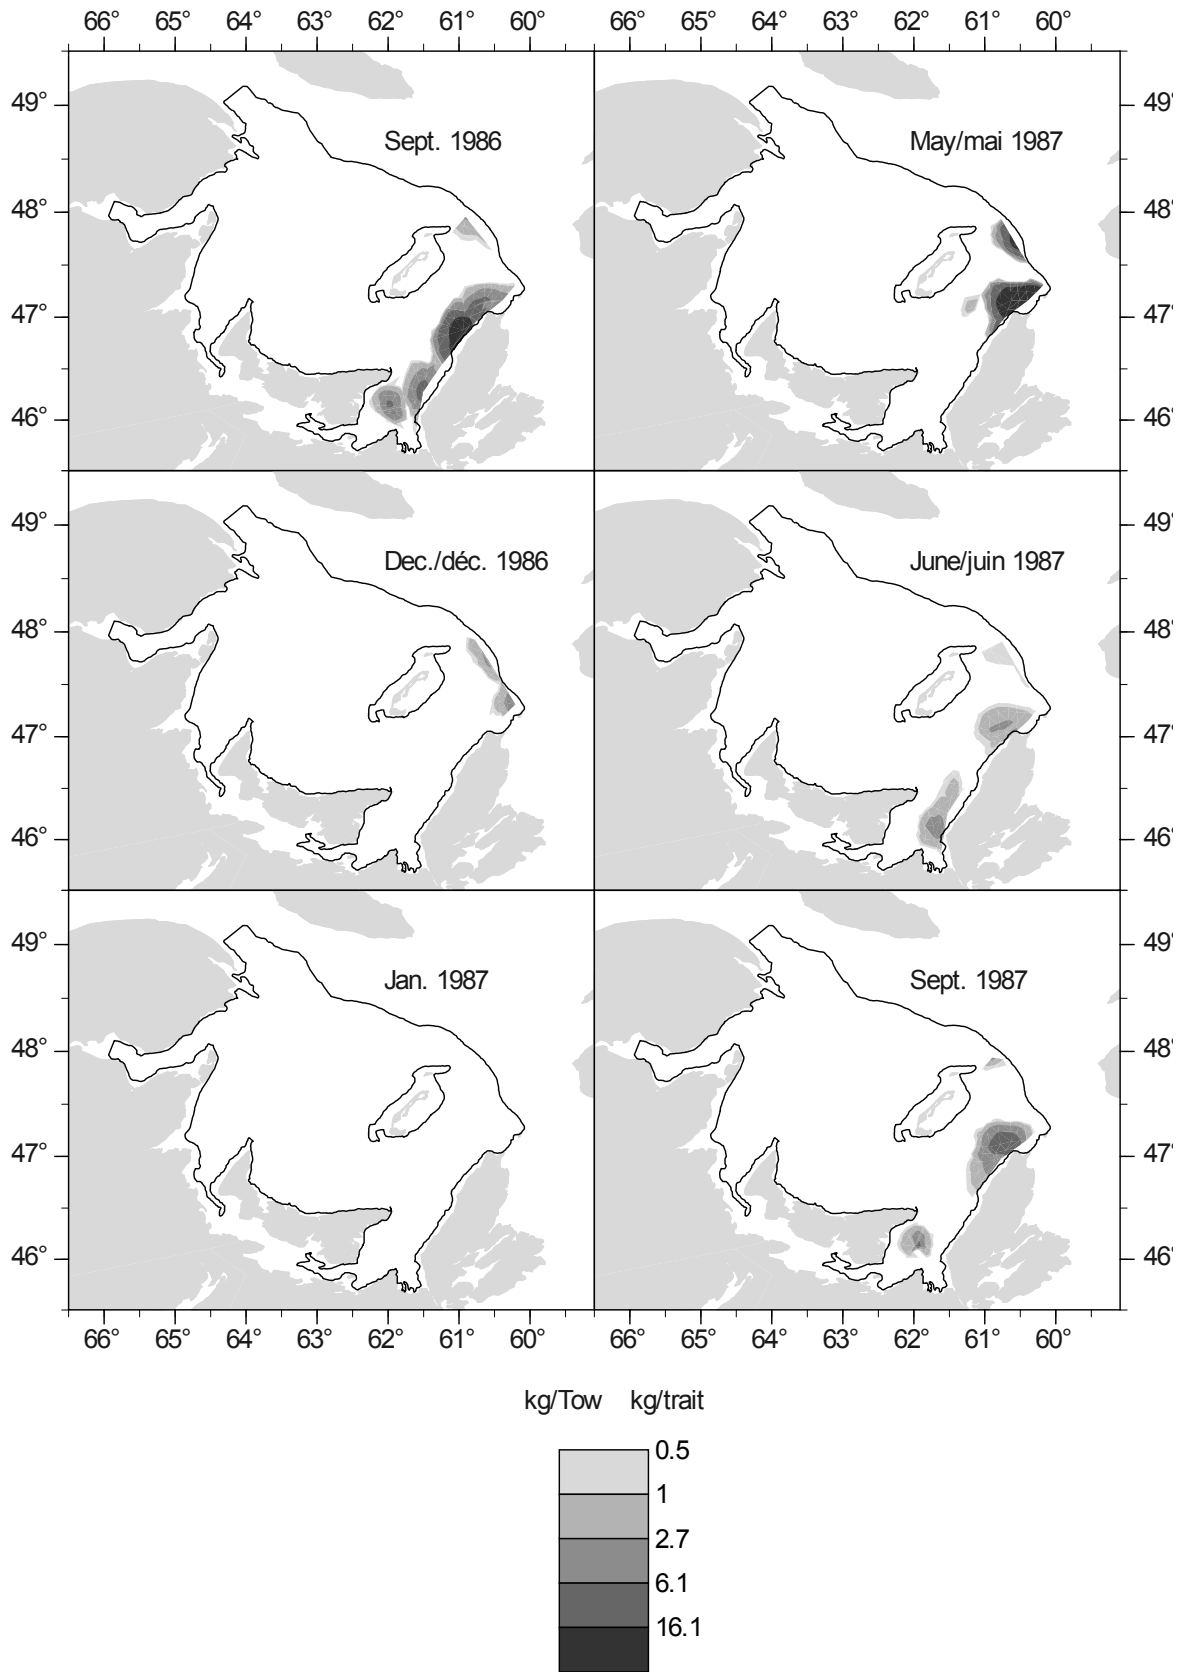 66° 65° 64° 63° 62° 61° 60° 66° 65° 64° 63° 62° 61° 60°
49° 49°
Sept. 1986 May/mai 1987
48° 48°
47° 47°
46° 46°
49° 49°
Dec./déc. 1986 June/juin 1987
48° 48°
47° 47°
46° 46°
49° 49°
Jan. 1987 Sept. 1987
48° 48°
47° 47°
46° 46°
66° 65° 64° 63° 62° 61° 60° 66° 65° 64° 63° 62° 61° 60°
kg/Tow kg/trait
0.5
1
2.7
6.1
16.1